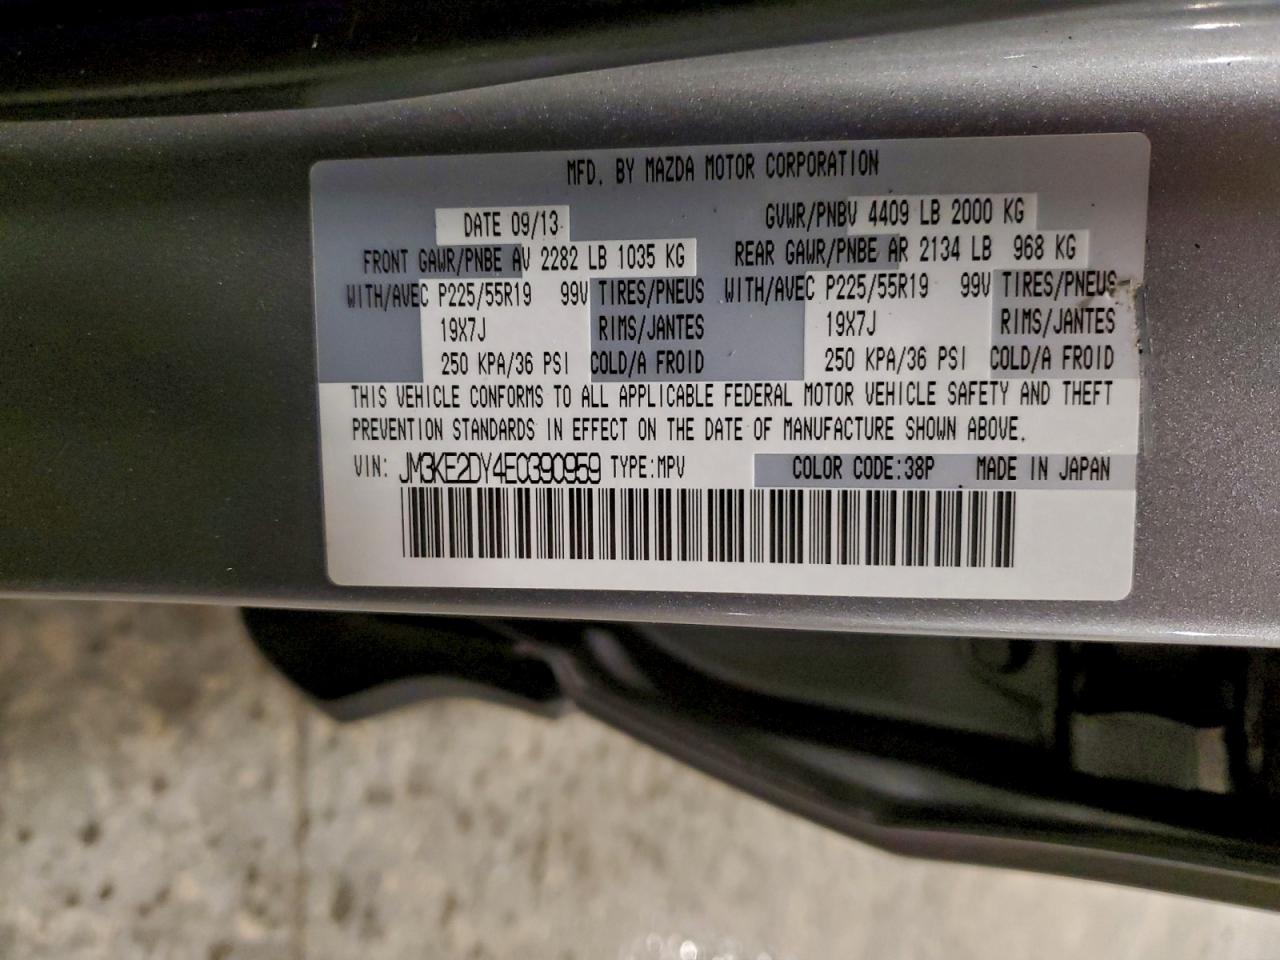 MFD. BY MAZDA MOTOR CORPORATION
DATE 09/13 GVWR/PNBV 4409 LB 2000 KG
FRONT GAWR/PNBE AV 2282 LB 1035 KG REAR GAWR/PNBE AR 2134 LB 968 KG
WITH/AVEC P225/55R19 99V TIRES/PNEUS WITH/AVEC P225/55R19 99V TIRES/PNEUS
19X7J RIMS/JANTES 19X7J RIMS/JANTES
250 KPA/36 PSI COLD/A FROID 250 KPA/36 PSI COLD/A FROID
THIS VEHICLE CONFORMS TO ALL APPLICABLE FEDERAL MOTOR VEHICLE SAFETY AND THEFT
PREVENTION STANDARDS IN EFFECT ON THE DATE OF MANUFACTURE SHOWN ABOVE.
VIN: JM3KE2DY4E0390959 TYPE:MPV COLOR CODE:38P MADE IN JAPAN